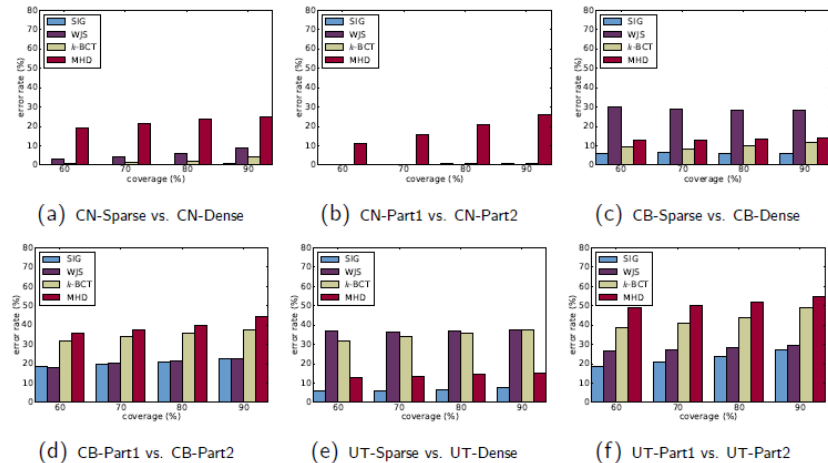 80
70
60
50
40
30
20
10
0
error rate (%)
SIG
WJS
k-BCT
MHD
60 70 80 90
coverage (%)
(a) CN-Sparse vs. CN-Dense
80
70
60
50
40
30
20
10
0
error rate (%)
SIG
WJS
k-BCT
MHD
60 70 80 90
coverage (%)
(b) CN-Part1 vs. CN-Part2
80
70
60
50
40
30
20
10
0
error rate (%)
SIG
WJS
k-BCT
MHD
60 70 80 90
coverage (%)
(c) CB-Sparse vs. CB-Dense
80
70
60
50
40
30
20
10
0
error rate (%)
SIG
WJS
k-BCT
MHD
60 70 80 90
coverage (%)
(d) CB-Part1 vs. CB-Part2
80
70
60
50
40
30
20
10
0
error rate (%)
SIG
WJS
k-BCT
MHD
60 70 80 90
coverage (%)
(e) UT-Sparse vs. UT-Dense
80
70
60
50
40
30
20
10
0
error rate (%)
SIG
WJS
k-BCT
MHD
60 70 80 90
coverage (%)
(f) UT-Part1 vs. UT-Part2